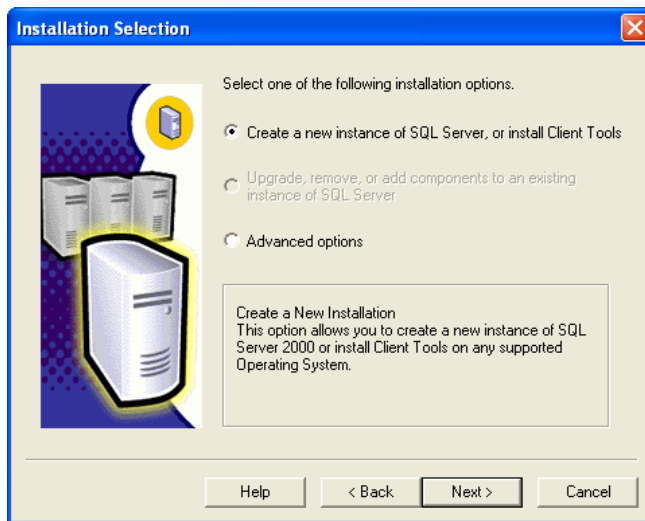 Installation Selection
Select one of the following installation options.
Create a new instance of SQL Server, or install Client Tools
Upgrade, remove, or add components to an existing
instance of SQL Server
Advanced options
Create a New Installation
This option allows you to create a new instance of SQL
Server 2000 or install Client Tools on any supported
Operating System.
Help
< Back
Next >
Cancel